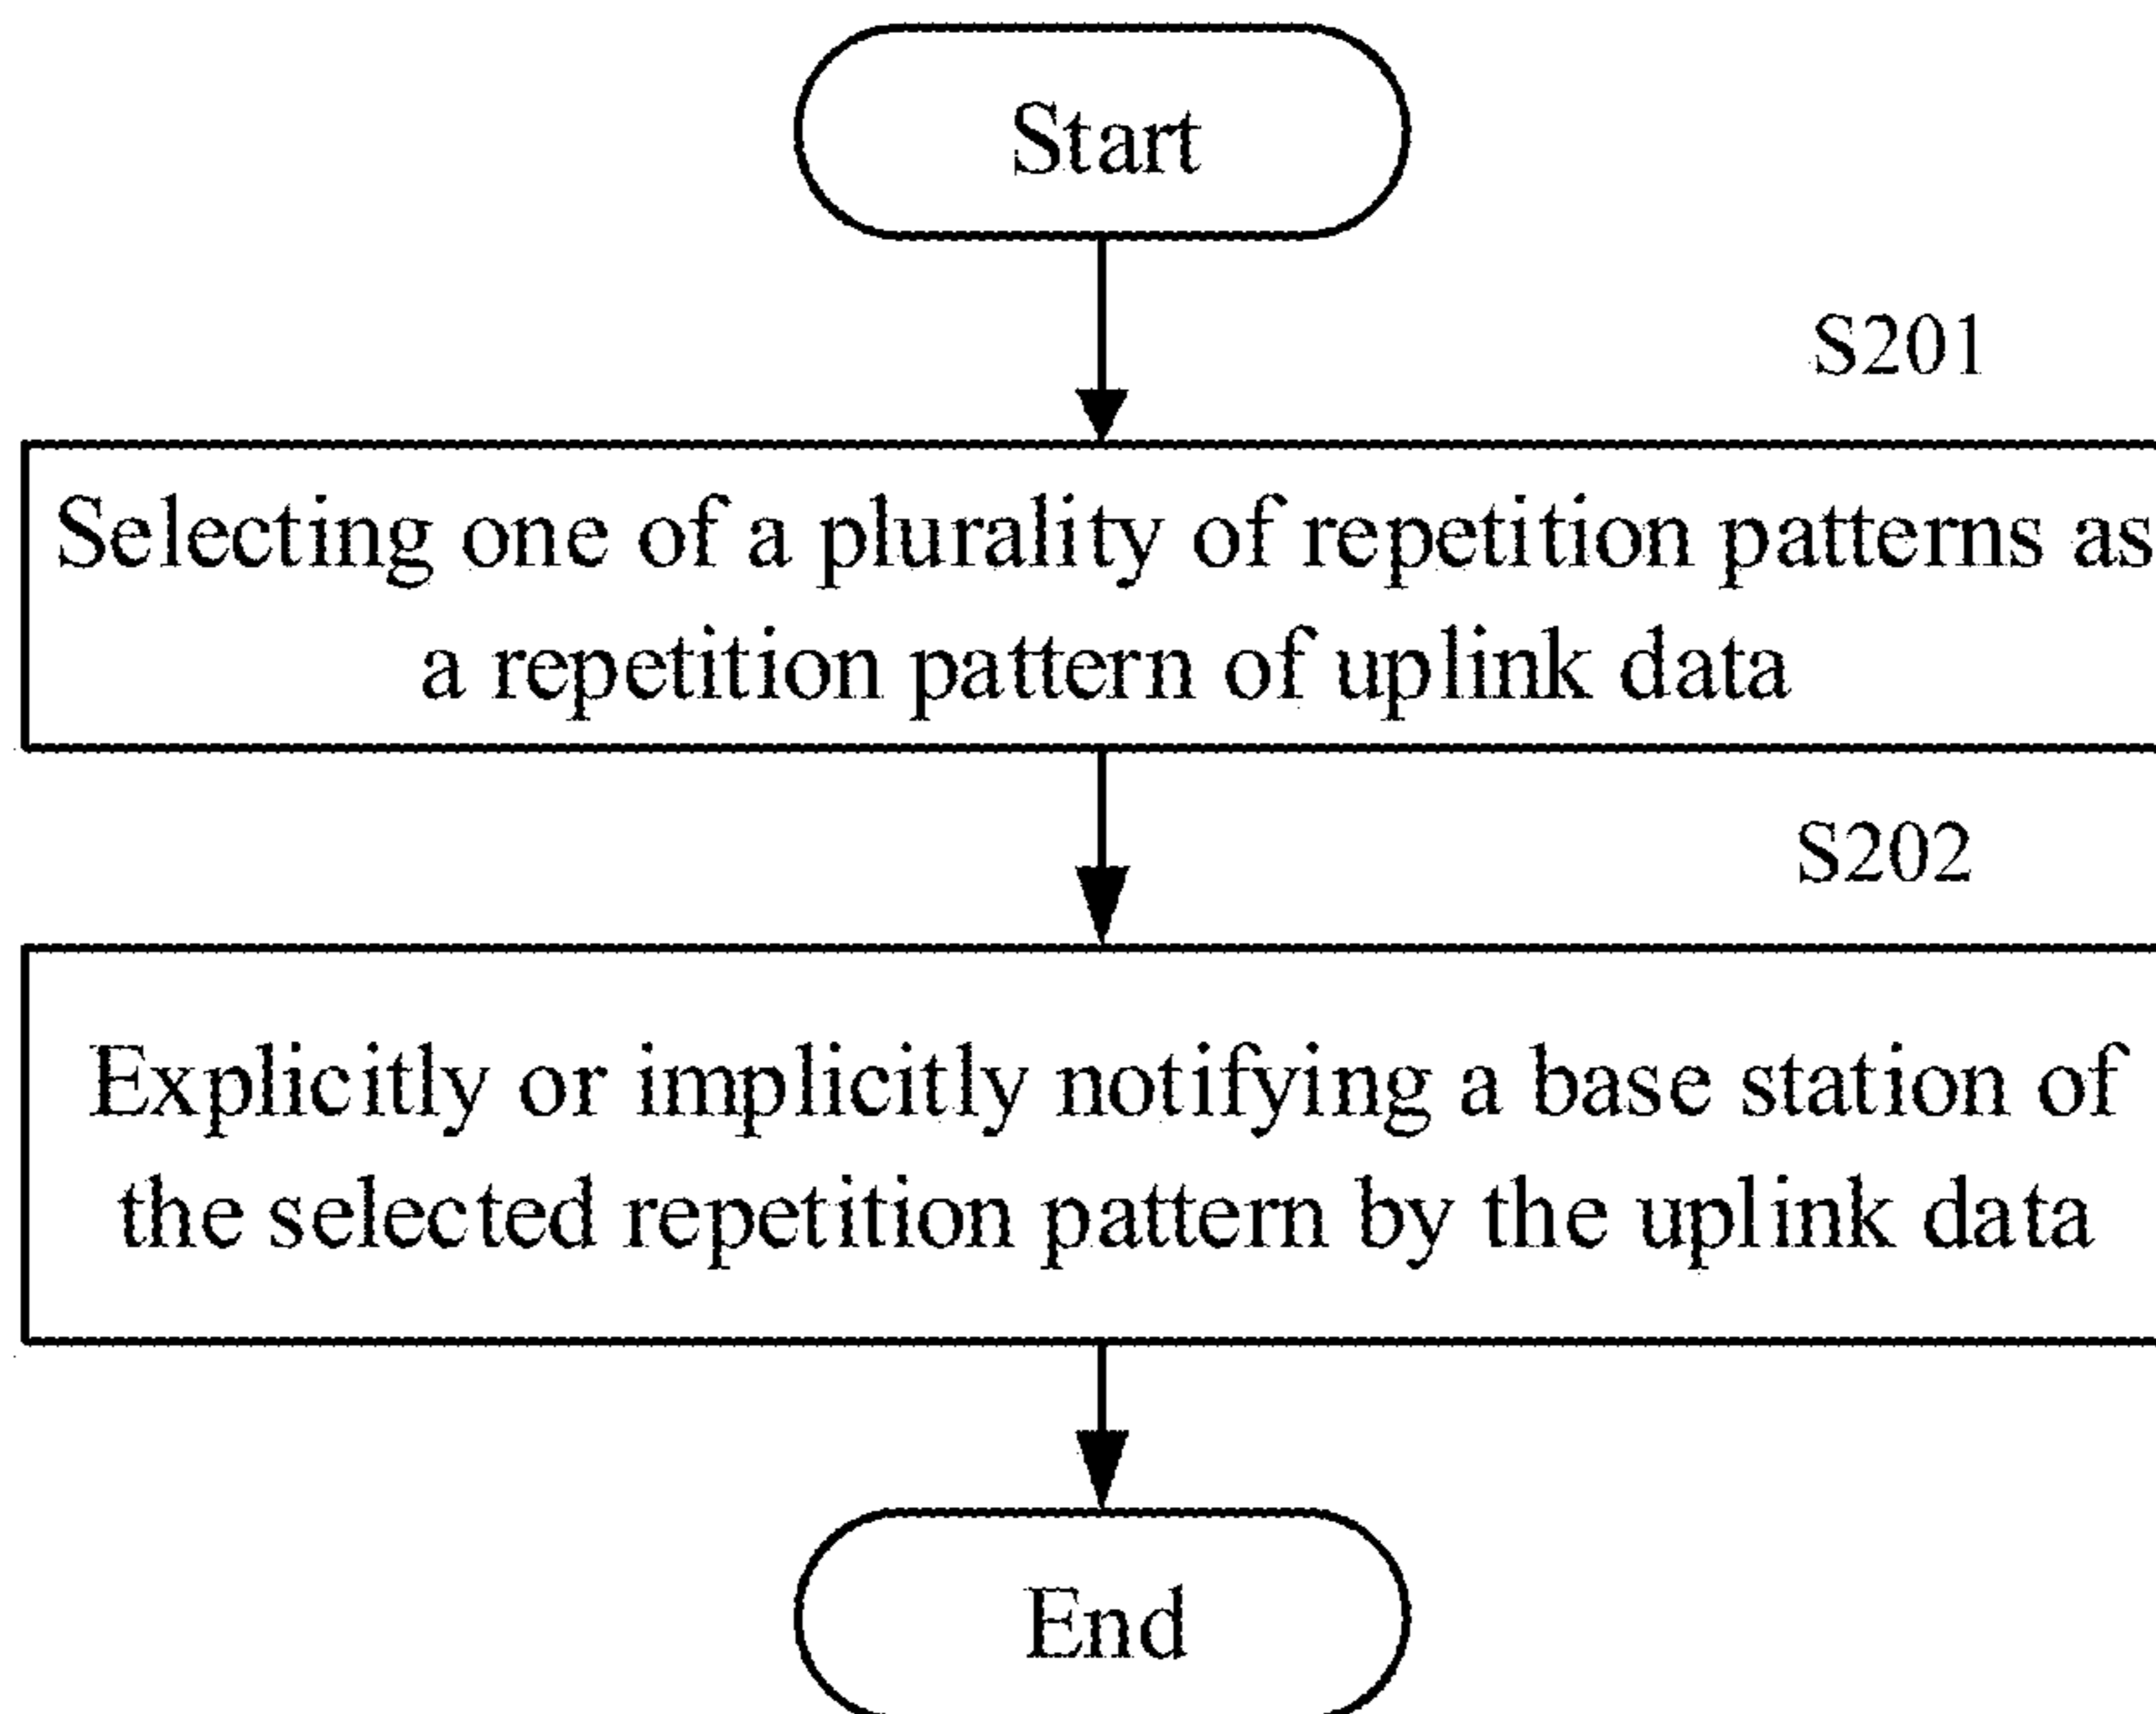 Start
S201
Selecting one of a plurality of repetition patterns as
a repetition pattern of uplink data
S202
Explicitly or implicitly notifying a base station of
the selected repetition pattern by the uplink data
End